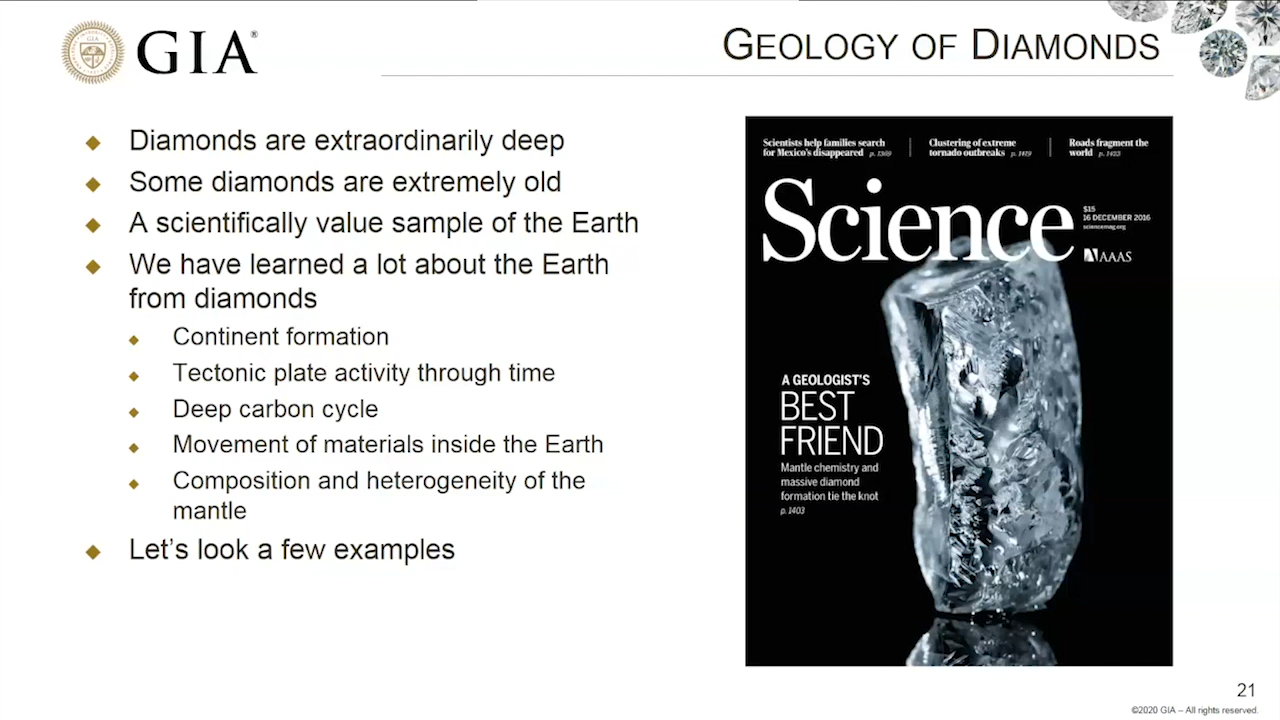 GIA®
GEOLOGY OF DIAMONDS
Diamonds are extraordinarily deep
Some diamonds are extremely old
A scientifically value sample of the Earth
We have learned a lot about the Earth
from diamonds
Continent formation
Tectonic plate activity through time
Deep carbon cycle
Movement of materials inside the Earth
Composition and heterogeneity of the
mantle
Let's look a few examples
Scientists help families search
for Mexico's disappeared p. 1369
Clustering of extreme
tornado outbreaks p. 1419
Roads fragment the
world p. 1423
Science
$15
16 DECEMBER 2016
sciencemag.org
AAAS
A GEOLOGIST'S
BEST
FRIEND
Mantle chemistry and
massive diamond
formation tie the knot
p. 1403
21
©2020 GIA – All rights reserved.